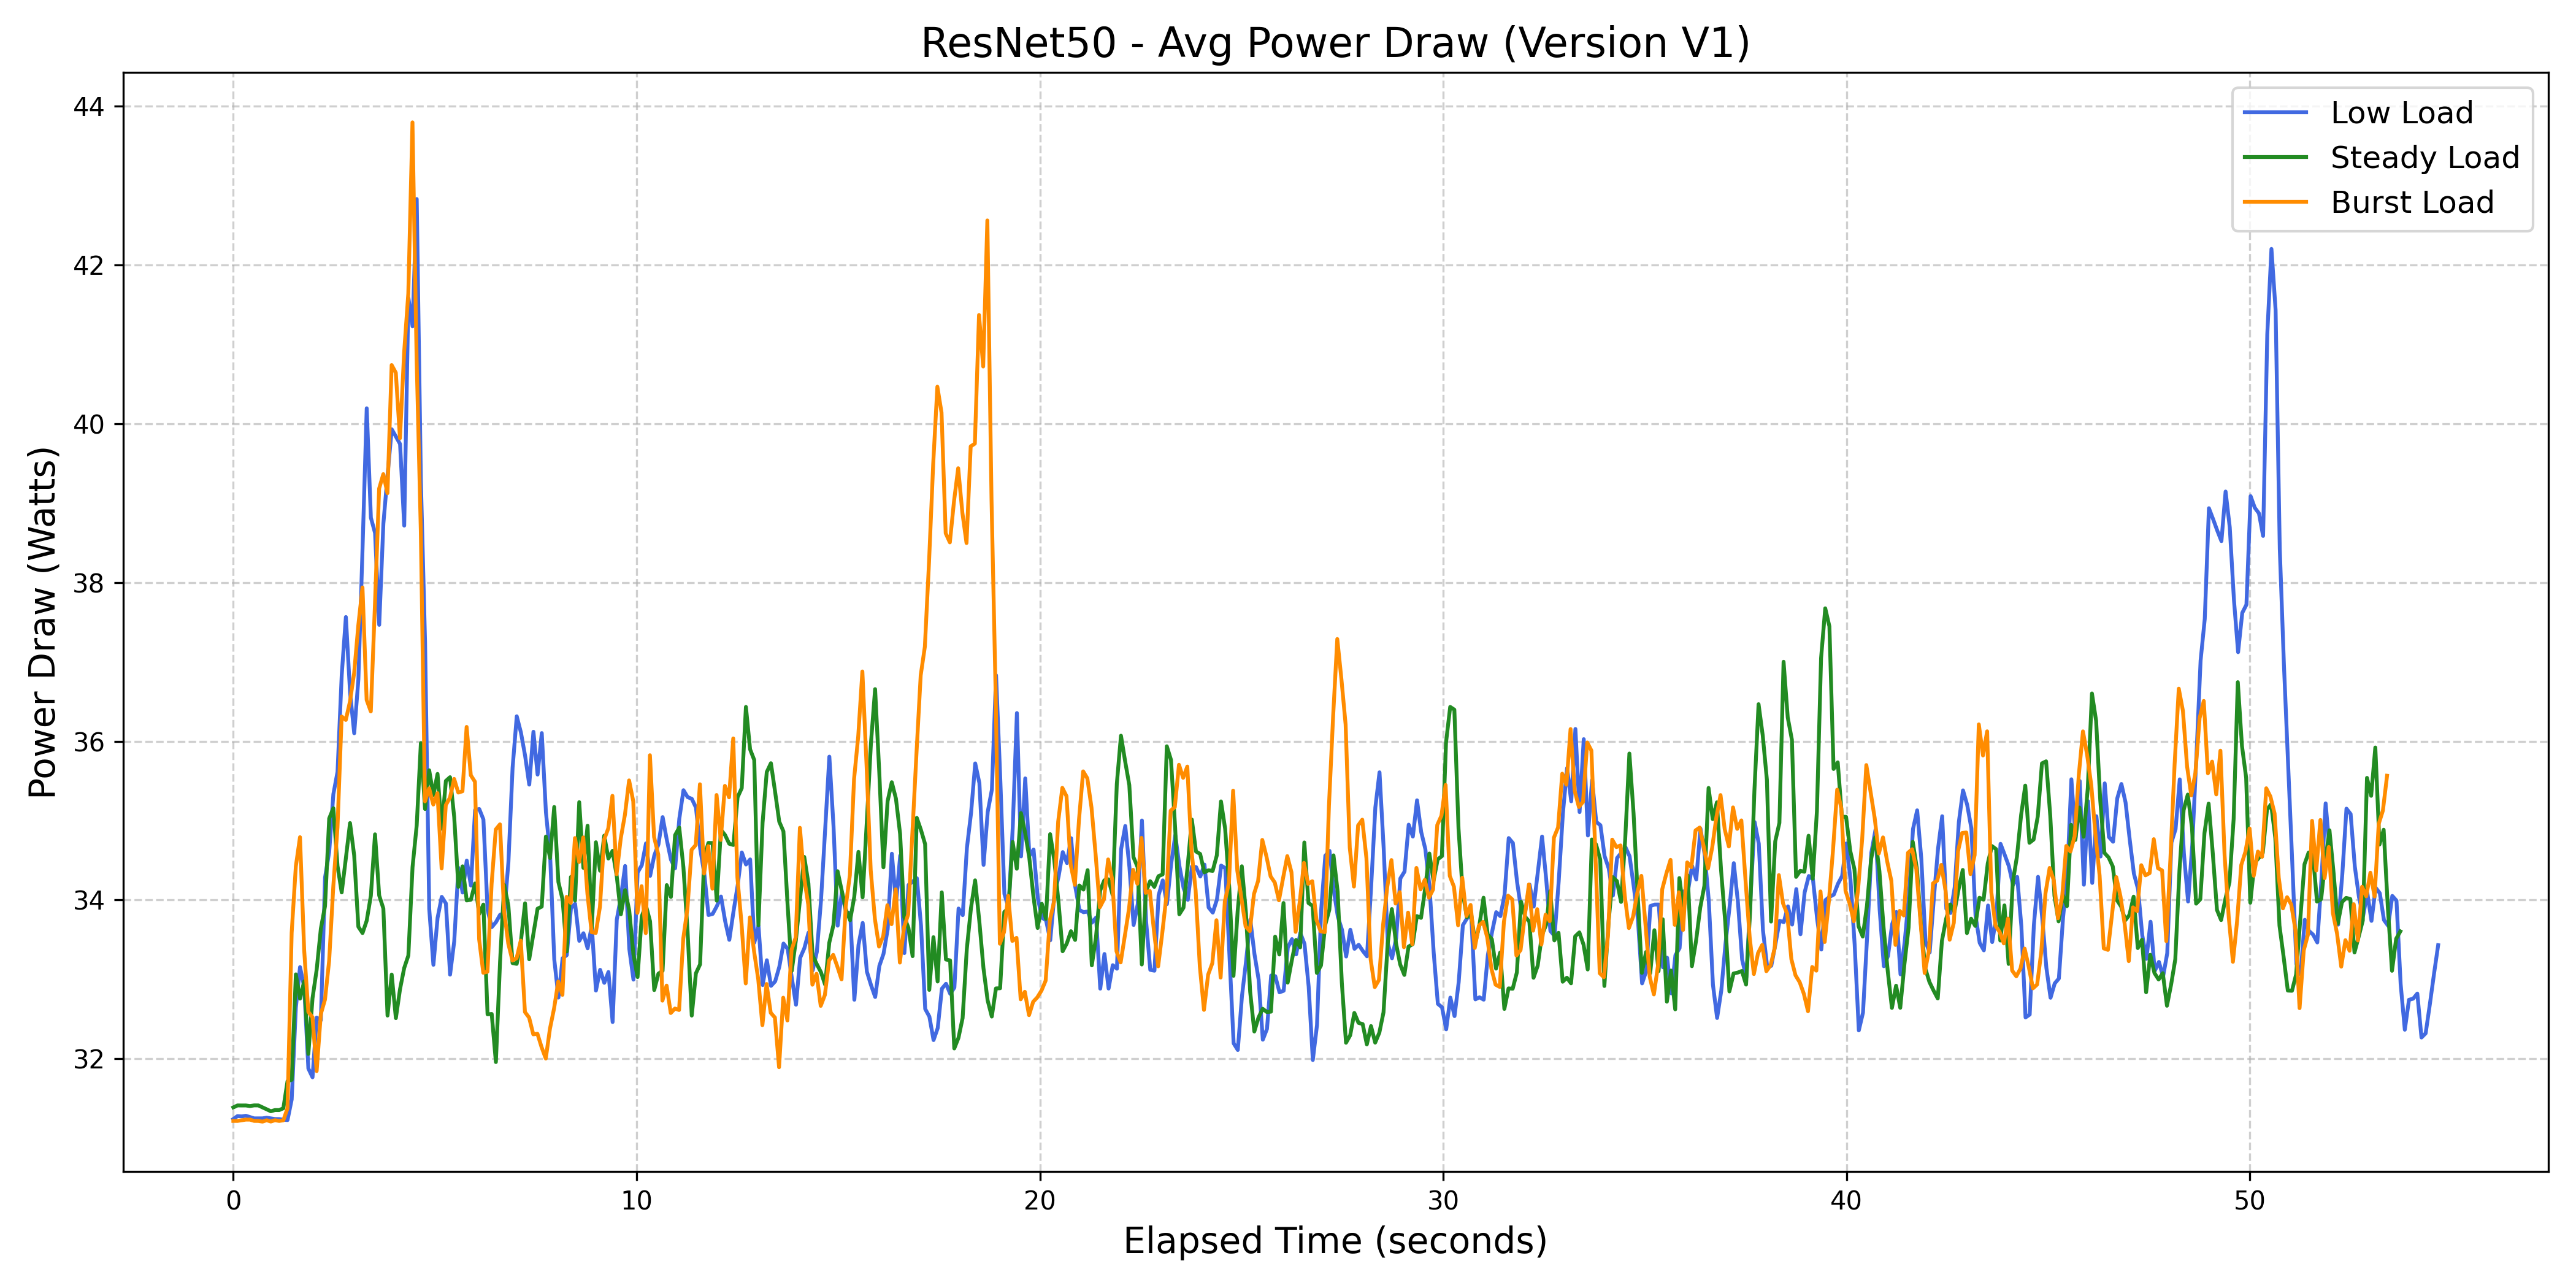 ResNet50 - Avg Power Draw (Version V1)
Low Load
Steady Load
Burst Load
Power Draw (Watts)
44
42
40
38
36
34
32
0 10 20 30 40 50
Elapsed Time (seconds)